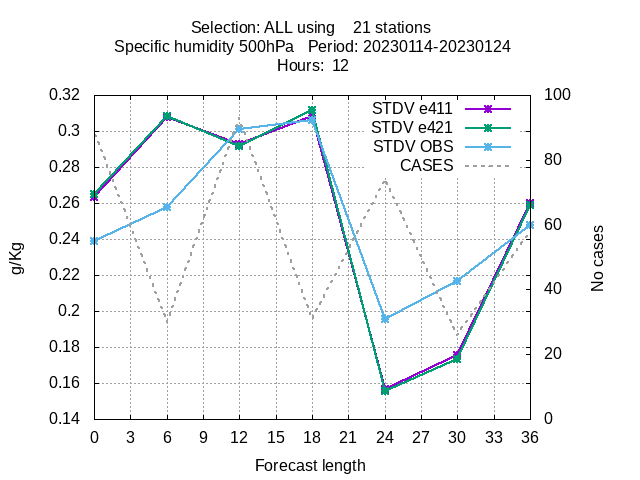 Selection: ALL using    21 stations
Specific humidity 500hPa   Period: 20230114-20230124
Hours:  12
0.32
0.3
0.28
0.26
0.24
0.22
0.2
0.18
0.16
0.14
g/Kg
STDV e411
STDV e421
STDV OBS
CASES
100
80
60
40
20
0
No cases
0 3 6 9 12 15 18 21 24 27 30 33 36
Forecast length